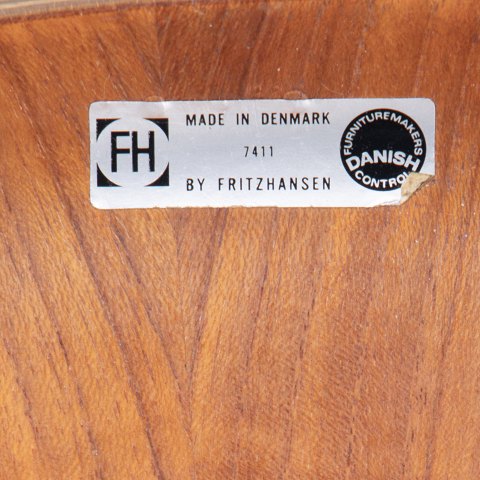 FH
MADE IN DENMARK
7411
BY FRITZHANSEN
FURNITUREMAKERS
DANISH
CONTROL